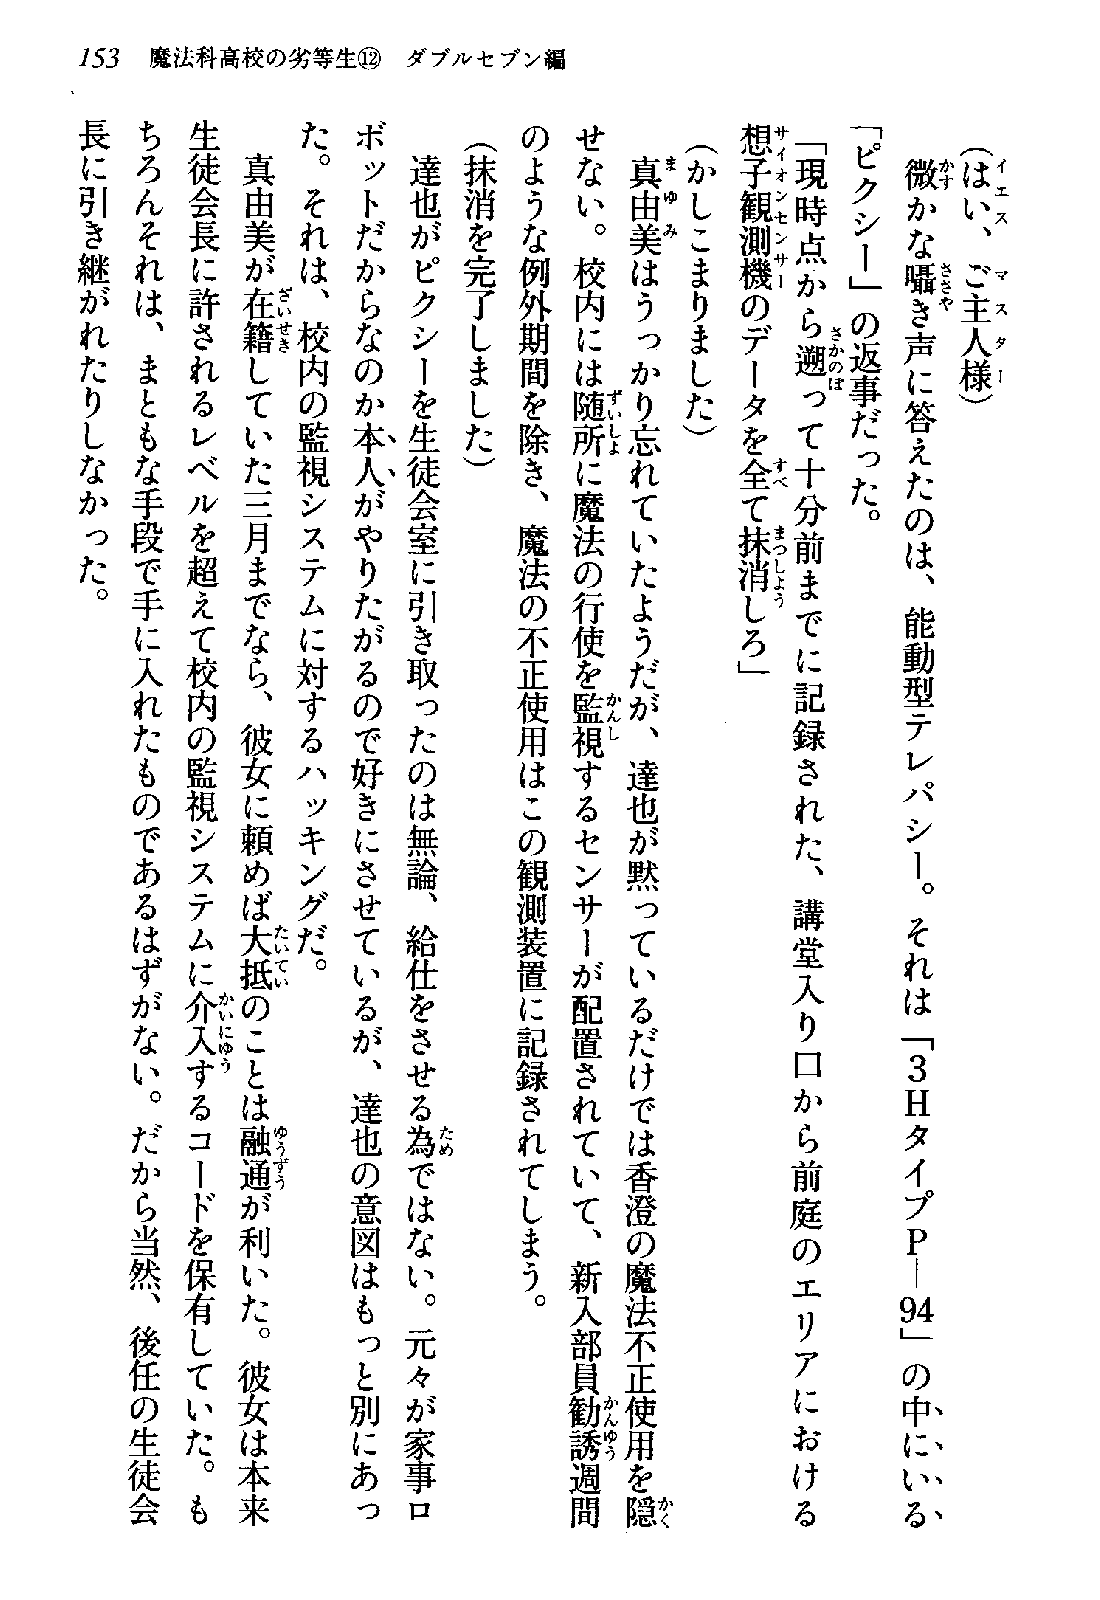 153　魔法科高校の劣等生⑫　ダブルセブン編
（はい、ご主人様）
　微かな囁き声に答えたのは、能動型テレパシー。それは「３ＨタイプＰ―94」の中にいる
「ピクシー」の返事だった。
「現時点から遡って十分前までに記録された、講堂入り口から前庭のエリアにおける
想子観測機のデータを全て抹消しろ」
（かしこまりました）
　真由美はうっかり忘れていたようだが、達也が黙っているだけでは香澄の魔法不正使用を隠
せない。校内には随所に魔法の行使を監視するセンサーが配置されていて、新入部員勧誘週間
のような例外期間を除き、魔法の不正使用はこの観測装置に記録されてしまう。
（抹消を完了しました）
　達也がピクシーを生徒会室に引き取ったのは無論、給仕をさせる為ではない。元々が家事ロ
ボットだからなのか本人がやりたがるので好きにさせているが、達也の意図はもっと別にあっ
た。それは、校内の監視システムに対するハッキングだ。
　真由美が在籍していた三月までなら、彼女に頼めば大抵のことは融通が利いた。彼女は本来
生徒会長に許されるレベルを超えて校内の監視システムに介入するコードを保有していた。も
ちろんそれは、まともな手段で手に入れたものであるはずがない。だから当然、後任の生徒会
長に引き継がれたりしなかった。